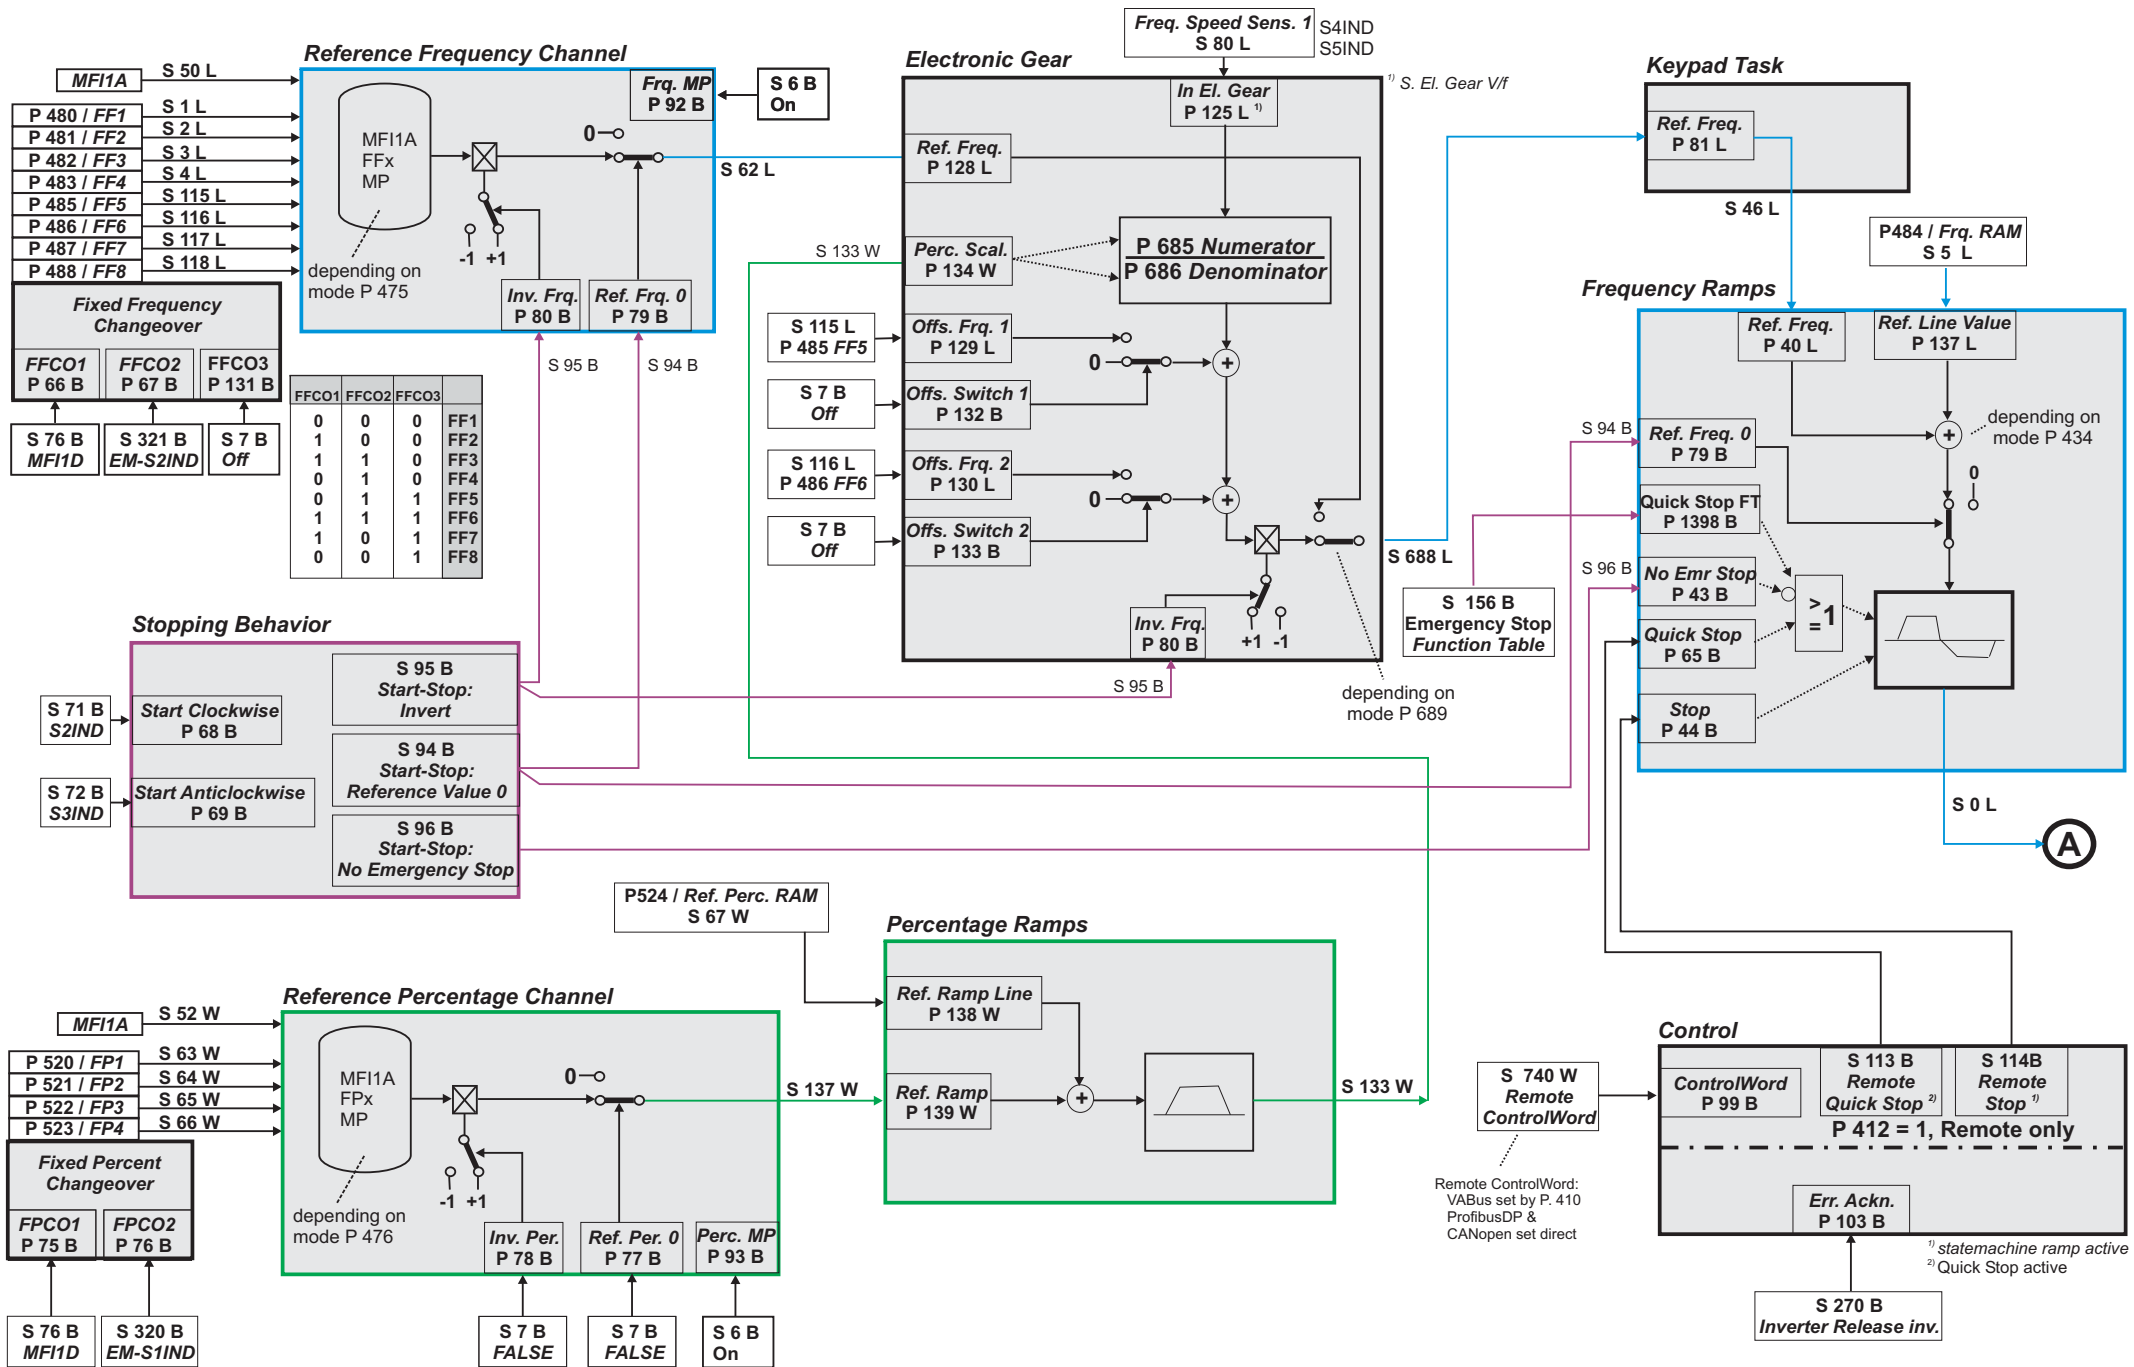 Reference Frequency Channel
MFI1A
S 50 L
P 480 / FF1
S 1 L
P 481 / FF2
S 2 L
P 482 / FF3
S 3 L
P 483 / FF4
S 4 L
P 485 / FF5
S 115 L
P 486 / FF6
S 116 L
P 487 / FF7
S 117 L
P 488 / FF8
S 118 L
MFI1A
FFx
MP
depending on
mode P 475
-1 +1
0
Frq. MP
P 92 B
S 6 B
On
Inv. Frq.
P 80 B
Ref. Frq. 0
P 79 B
S 62 L
S 95 B
S 94 B
Fixed Frequency
Changeover
FFCO1
P 66 B
FFCO2
P 67 B
FFCO3
P 131 B
S 76 B
MFI1D
S 321 B
EM-S2IND
S 7 B
Off
FFCO1 FFCO2 FFCO3
0 0 0 FF1
1 0 0 FF2
1 1 0 FF3
0 1 0 FF4
0 1 1 FF5
1 1 1 FF6
1 0 1 FF7
0 0 1 FF8
Electronic Gear
Freq. Speed Sens. 1
S 80 L
S4IND
S5IND
1) S. El. Gear V/f
In El. Gear
P 125 L 1)
Ref. Freq.
P 128 L
S 133 W
Perc. Scal.
P 134 W
P 685 Numerator
P 686 Denominator
S 115 L
P 485 FF5
Offs. Frq. 1
P 129 L
0
+
S 7 B
Off
Offs. Switch 1
P 132 B
S 116 L
P 486 FF6
Offs. Frq. 2
P 130 L
0
+
S 7 B
Off
Offs. Switch 2
P 133 B
S 688 L
Inv. Frq.
P 80 B
+1 -1
S 95 B
depending on
mode P 689
Keypad Task
Ref. Freq.
P 81 L
S 46 L
P484 / Frq. RAM
S 5 L
Frequency Ramps
Ref. Freq.
P 40 L
Ref. Line Value
P 137 L
+
depending on
mode P 434
0
S 94 B
Ref. Freq. 0
P 79 B
Quick Stop FT
P 1398 B
S 96 B
No Emr Stop
P 43 B
>
= 1
Quick Stop
P 65 B
Stop
P 44 B
S 156 B
Emergency Stop
Function Table
S 0 L
A
Stopping Behavior
S 71 B
S2IND
Start Clockwise
P 68 B
S 72 B
S3IND
Start Anticlockwise
P 69 B
S 95 B
Start-Stop:
Invert
S 94 B
Start-Stop:
Reference Value 0
S 96 B
Start-Stop:
No Emergency Stop
P524 / Ref. Perc. RAM
S 67 W
Percentage Ramps
Ref. Ramp Line
P 138 W
Ref. Ramp
P 139 W
+
S 133 W
Reference Percentage Channel
MFI1A
S 52 W
P 520 / FP1
S 63 W
P 521 / FP2
S 64 W
P 522 / FP3
S 65 W
P 523 / FP4
S 66 W
MFI1A
FPx
MP
depending on
mode P 476
-1 +1
0
S 137 W
Inv. Per.
P 78 B
Ref. Per. 0
P 77 B
Perc. MP
P 93 B
S 7 B
FALSE
S 7 B
FALSE
S 6 B
On
Fixed Percent
Changeover
FPCO1
P 75 B
FPCO2
P 76 B
S 76 B
MFI1D
S 320 B
EM-S1IND
Control
S 740 W
Remote
ControlWord
ControlWord
P 99 B
S 113 B
Remote
Quick Stop 2)
S 114B
Remote
Stop 1)
P 412 = 1, Remote only
Remote ControlWord:
VABus set by P. 410
ProfibusDP &
CANopen set direct
Err. Ackn.
P 103 B
1) statemachine ramp active
2) Quick Stop active
S 270 B
Inverter Release inv.